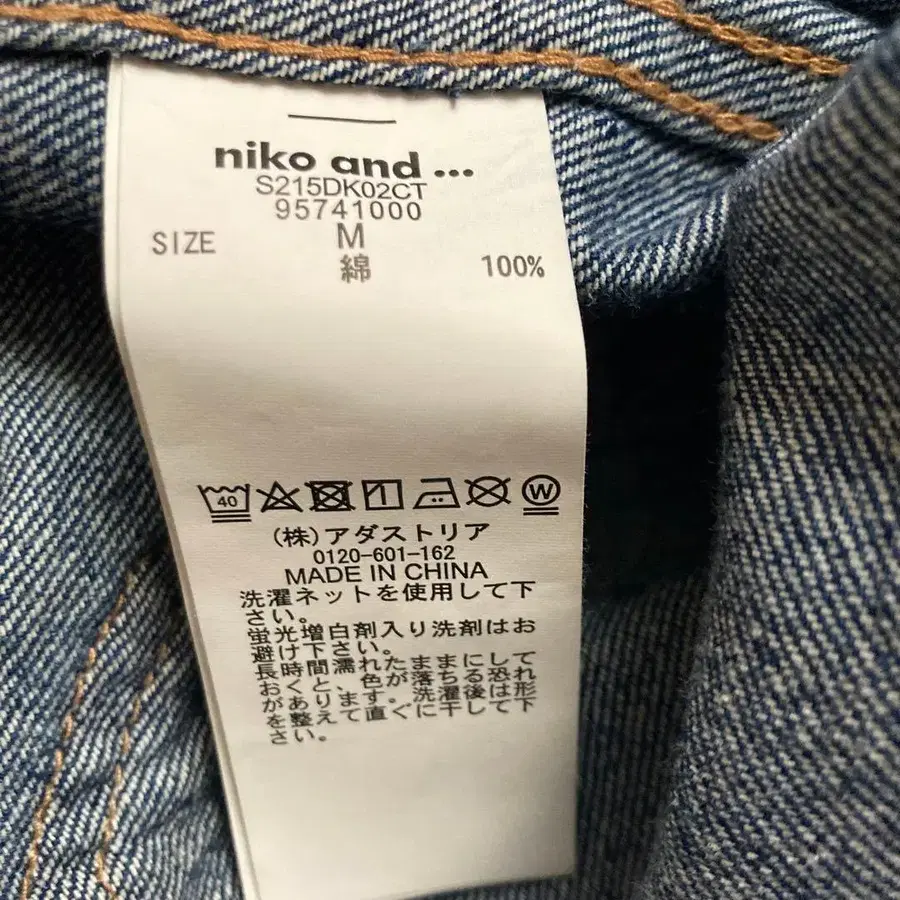 niko and ...
S215DK02CT
95741000
SIZE M
綿 100%
40 W
(株)アダストリア
0120-601-162
MADE IN CHINA
洗濯ネットを使用して下
さい。
蛍光増白剤入り洗剤はお
避け下さい。
長時間濡れたままにして
おくと、色が落ちる恐れ
があります。洗濯後は形
を整えて直ぐに干して下
さい。